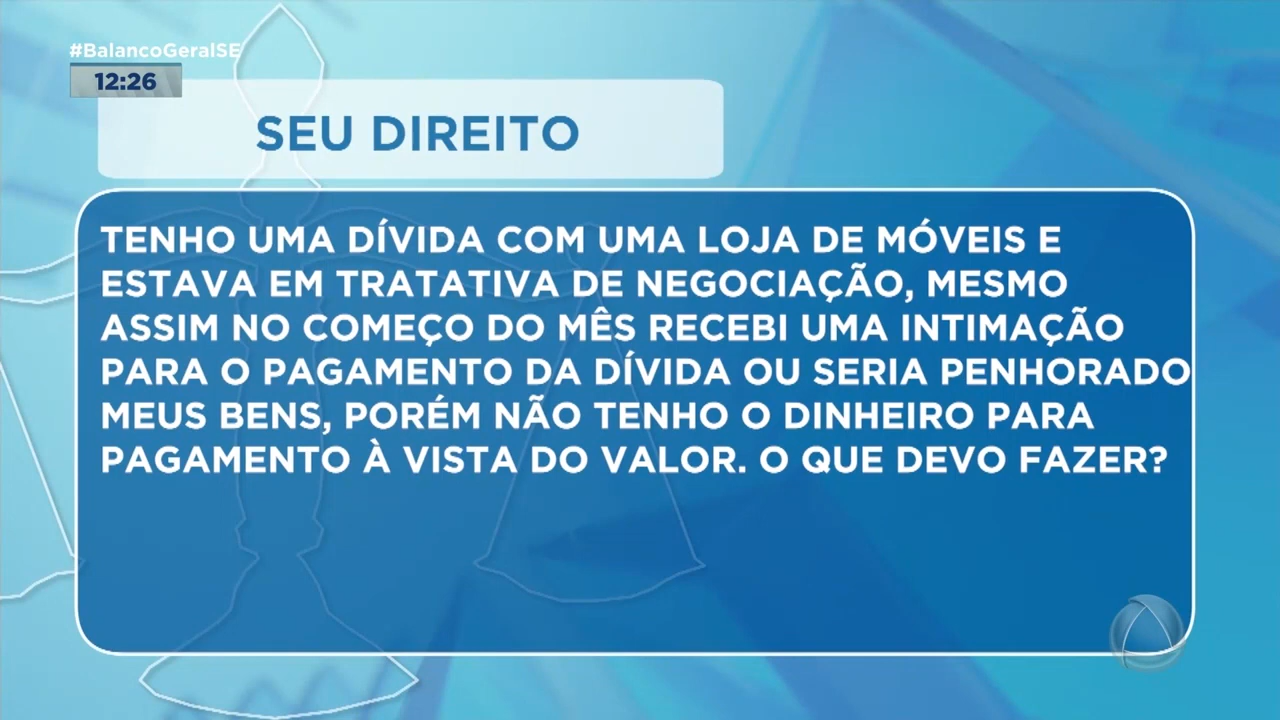 #BalancoGeralSE
12:26
SEU DIREITO
TENHO UMA DÍVIDA COM UMA LOJA DE MÓVEIS E
ESTAVA EM TRATATIVA DE NEGOCIAÇÃO, MESMO
ASSIM NO COMEÇO DO MÊS RECEBI UMA INTIMAÇÃO
PARA O PAGAMENTO DA DÍVIDA OU SERIA PENHORADO
MEUS BENS, PORÉM NÃO TENHO O DINHEIRO PARA
PAGAMENTO À VISTA DO VALOR. O QUE DEVO FAZER?